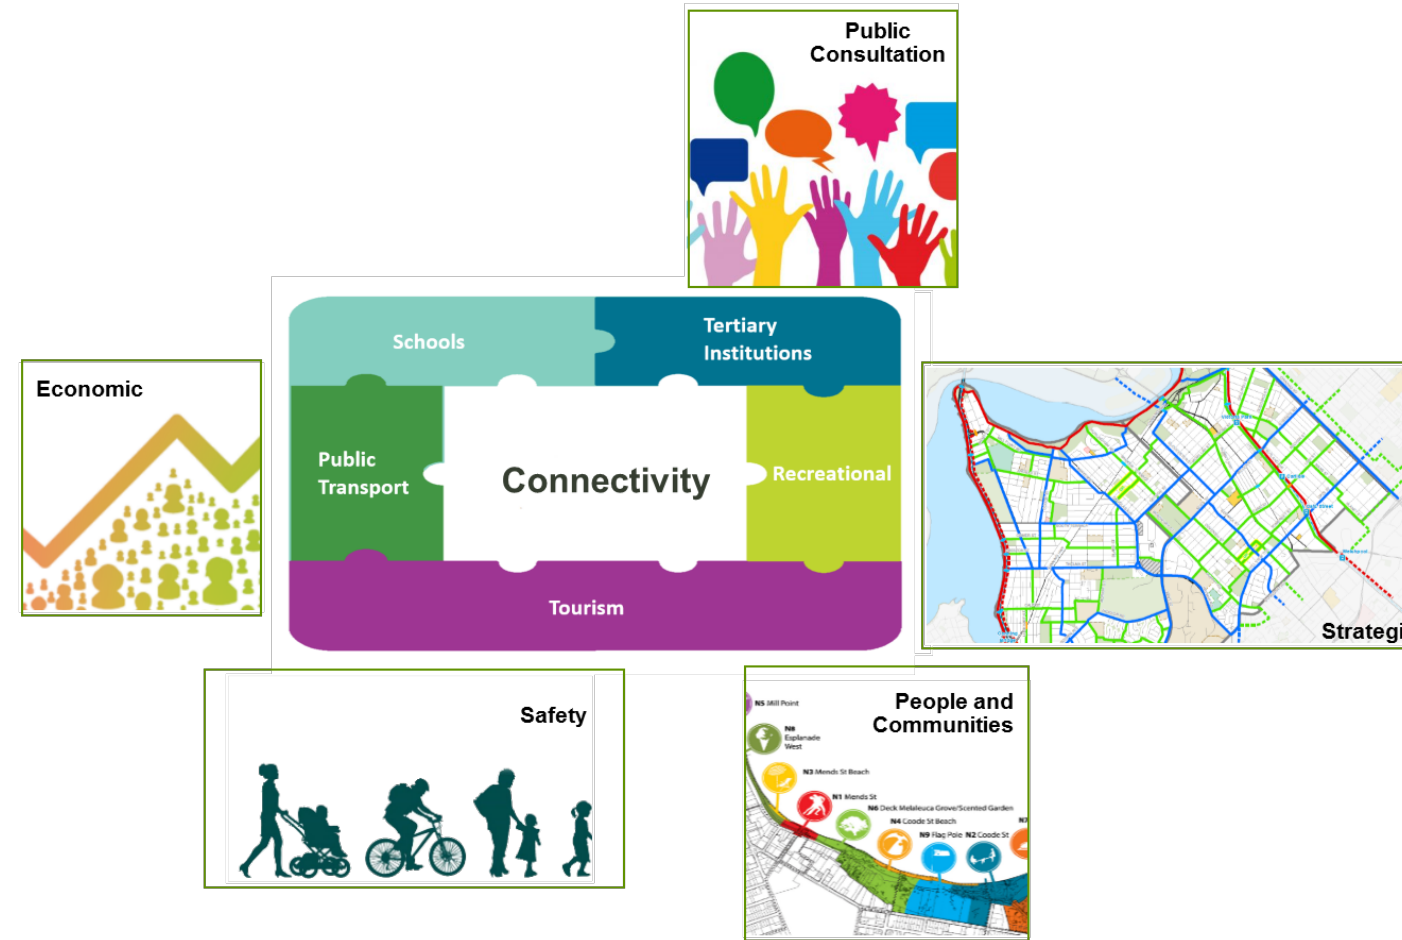 Public
Consultation
Schools
Tertiary
Institutions
Economic
Public
Transport
Connectivity
Recreational
Tourism
Strategi
Safety
People and
Communities
N5 Mill Point
N8
Esplanade
West
N3 Mends St Beach
N1 Mends St
N6 Deck Melaleuca Grove/Scented Garden
N4 Coode St Beach
N9 Flag Pole
N2 Coode St